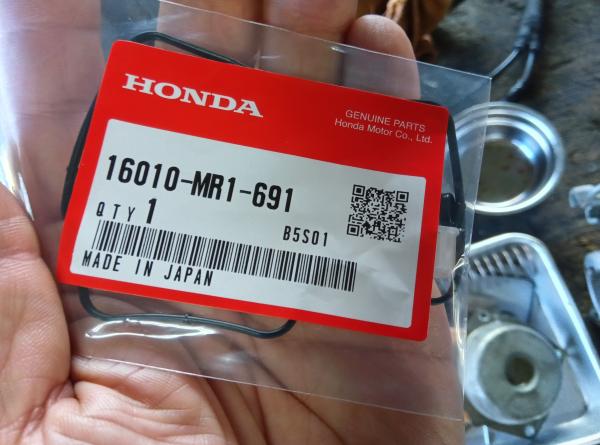 HONDA
GENUINE PARTS
Honda Motor Co., Ltd.
16010-MR1-691
QTY 1
B5S01
MADE IN JAPAN